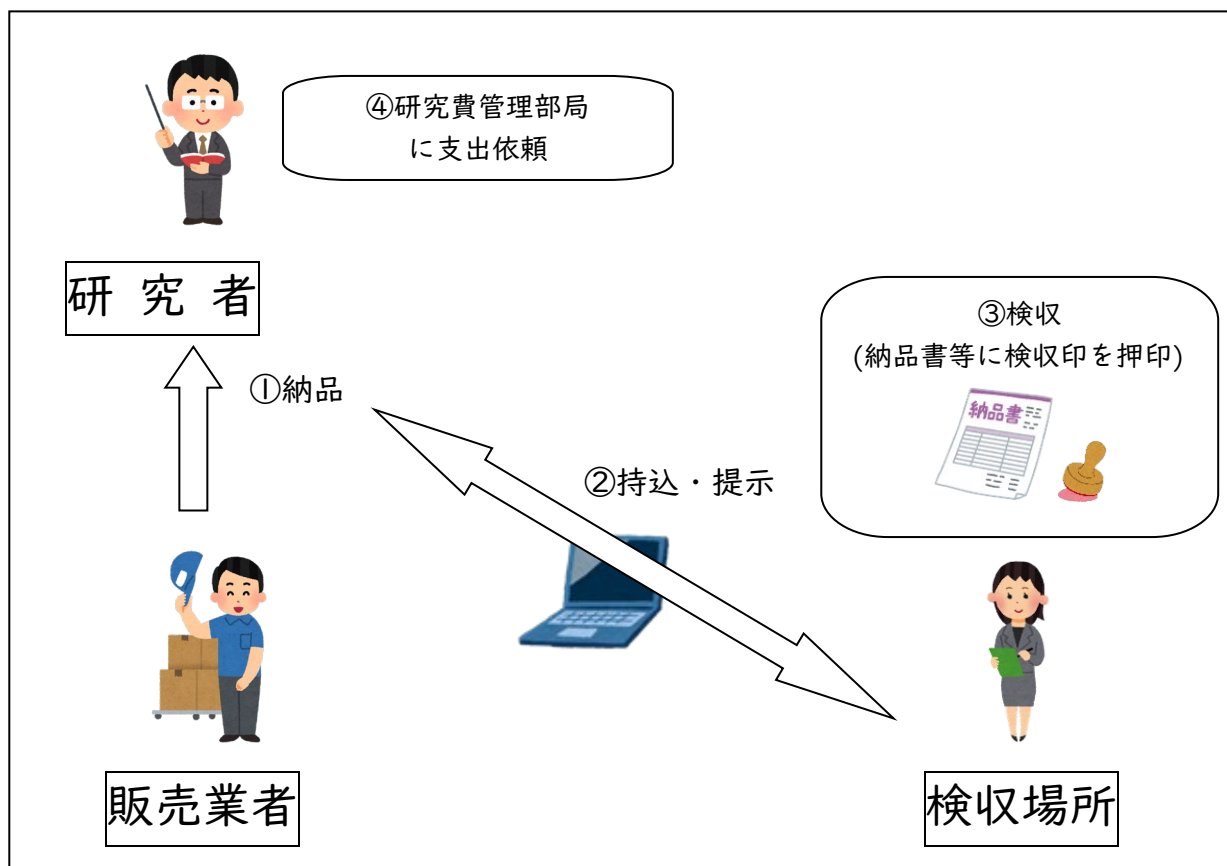 ④研究費管理部局
に支出依頼
研究者
③検収
(納品書等に検収印を押印)
納品書
①納品
②持込・提示
販売業者
検収場所